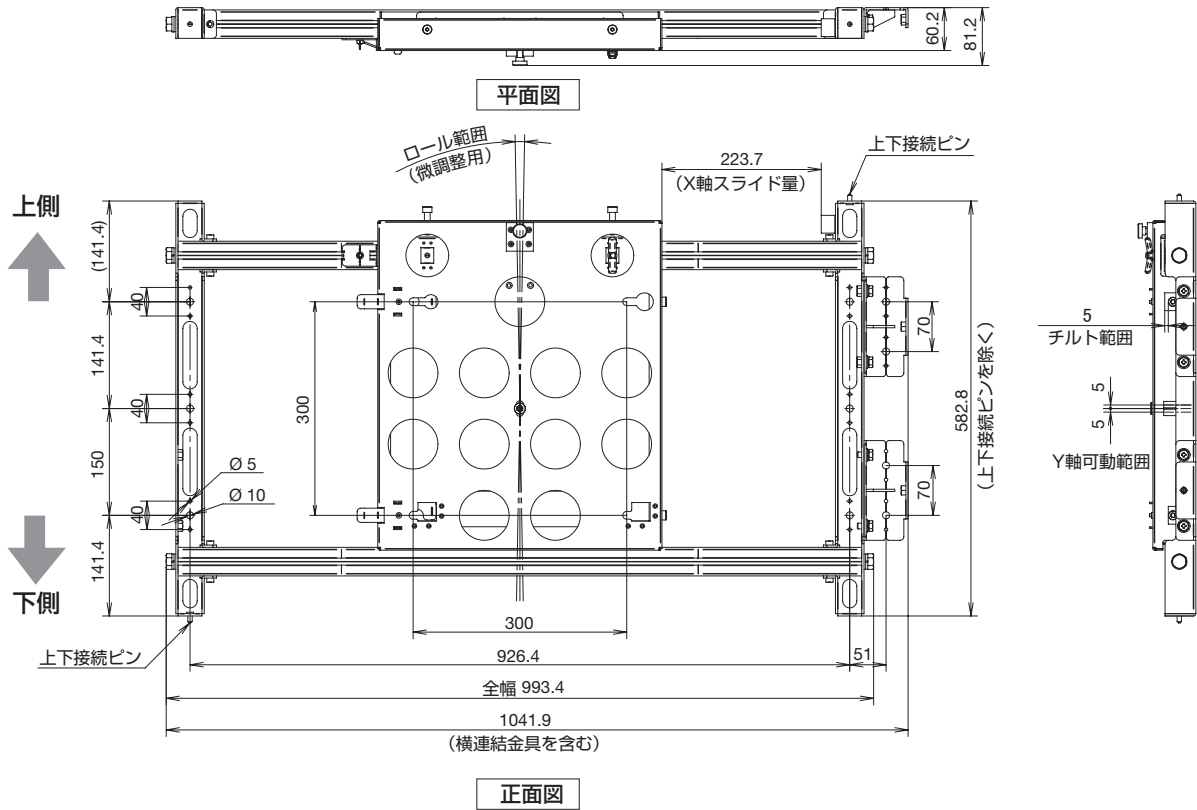 60.2
81.2
平面図
ロール範囲
(微調整用)
223.7
(X軸スライド量)
上下接続ピン
上側
(141.4)
40
141.4
40
150
40
141.4
下側
Ø 5
Ø 10
300
300
70
70
582.8
(上下接続ピンを除く)
5
チルト範囲
5
5
Y軸可動範囲
上下接続ピン
926.4
51
全幅 993.4
1041.9
(横連結金具を含む)
正面図